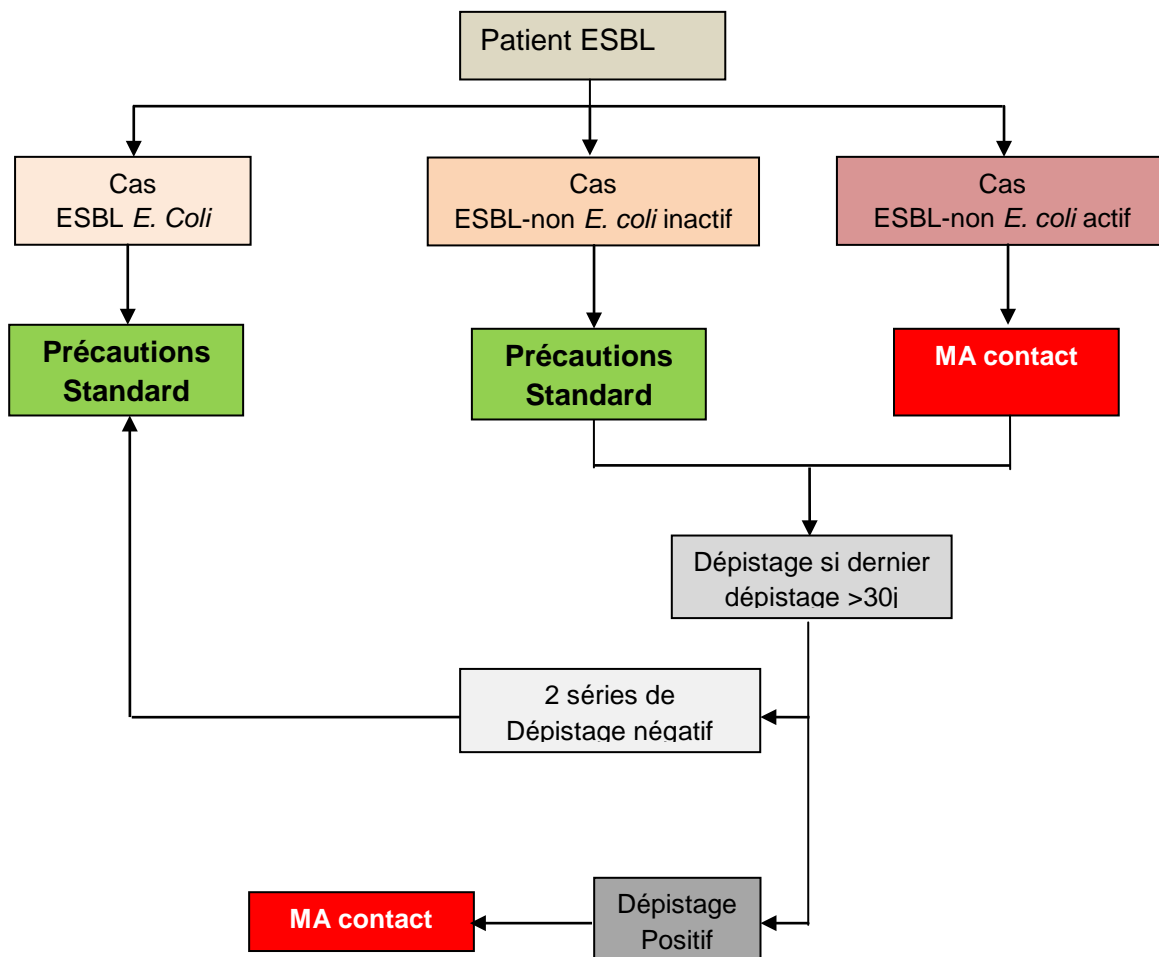 Patient ESBL
Cas
ESBL E. Coli
Cas
ESBL-non E. coli inactif
Cas
ESBL-non E. coli actif
Précautions
Standard
Précautions
Standard
MA contact
Dépistage si dernier
dépistage >30j
2 séries de
Dépistage négatif
MA contact
Dépistage
Positif